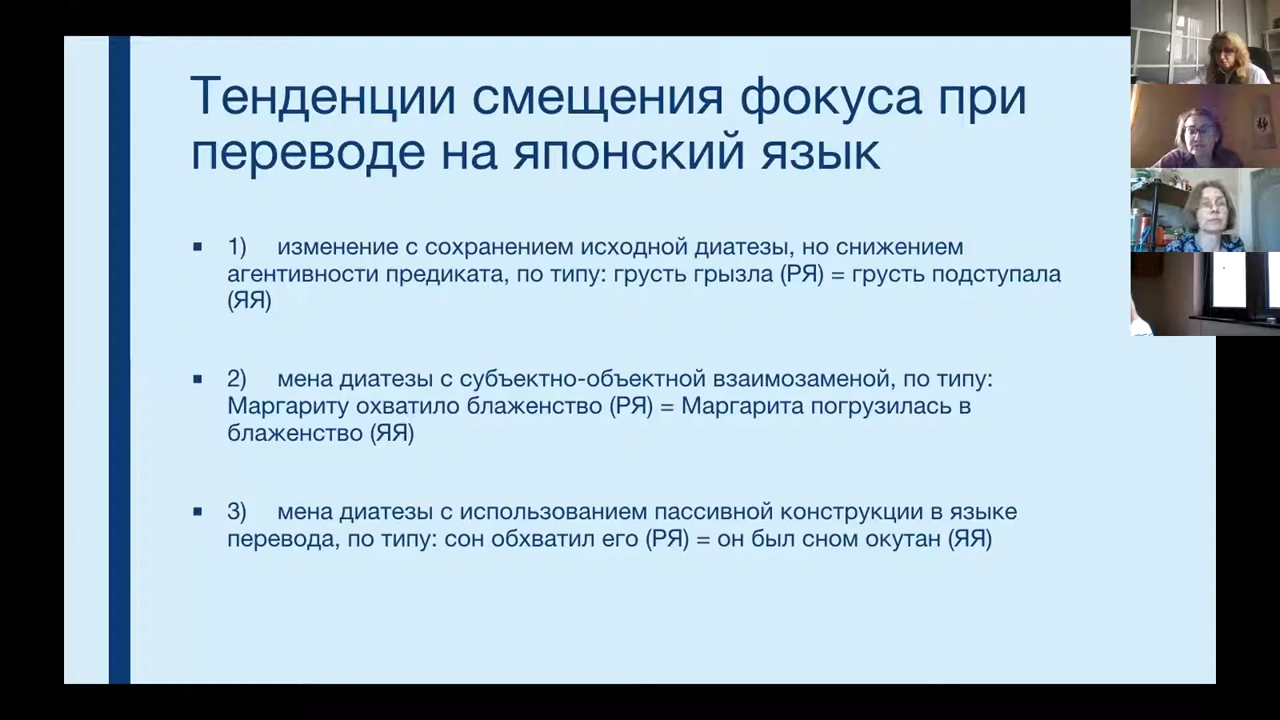 Тенденции смещения фокуса при
переводе на японский язык
▪ 1) изменение с сохранением исходной диатезы, но снижением
агентивности предиката, по типу: грусть грызла (РЯ) = грусть подступала
(ЯЯ)
▪ 2) мена диатезы с субъектно-объектной взаимозаменой, по типу:
Маргариту охватило блаженство (РЯ) = Маргарита погрузилась в
блаженство (ЯЯ)
▪ 3) мена диатезы с использованием пассивной конструкции в языке
перевода, по типу: сон обхватил его (РЯ) = он был сном окутан (ЯЯ)